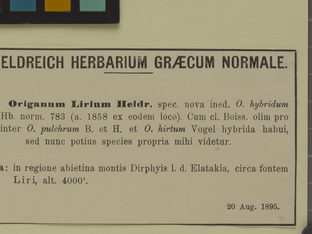 ELDREICH HERBARIUM GRÆCUM NORMALE.
Origanum Lirium Heldr. spec. nova ined. O. hybridum
Hb. norm. 783 (a. 1858 ex eodem loco). Cum cl. Boiss. olim pro
inter O. pulchrum B. et H. et O. hirtum Vogel hybrida habui,
sed nunc potius species propria mihi videtur.
a: in regione abietina montis Dirphyis l. d. Elatakia, circa fontem
Liri, alt. 4000′.
20 Aug. 1895.